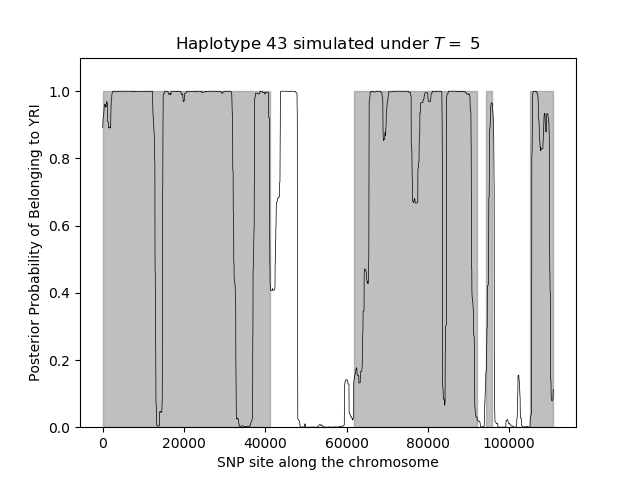 Haplotype 43 simulated under T = 5
Posterior Probability of Belonging to YRI
1.0
0.8
0.6
0.4
0.2
0.0
0 20000 40000 60000 80000 100000
SNP site along the chromosome